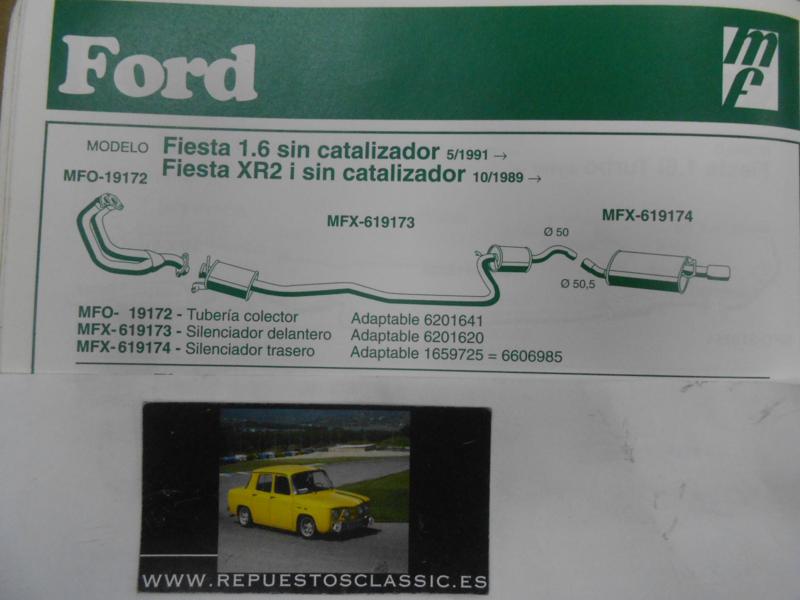 Ford
mf
MODELO Fiesta 1.6 sin catalizador 5/1991 →
Fiesta XR2 i sin catalizador 10/1989 →
MFO-19172
MFX-619173
MFX-619174
Ø 50
Ø 50,5
MFO- 19172 - Tubería colector Adaptable 6201641
MFX-619173 - Silenciador delantero Adaptable 6201620
MFX-619174 - Silenciador trasero Adaptable 1659725 = 6606985
WWW.REPUESTOSCLASSIC.ES